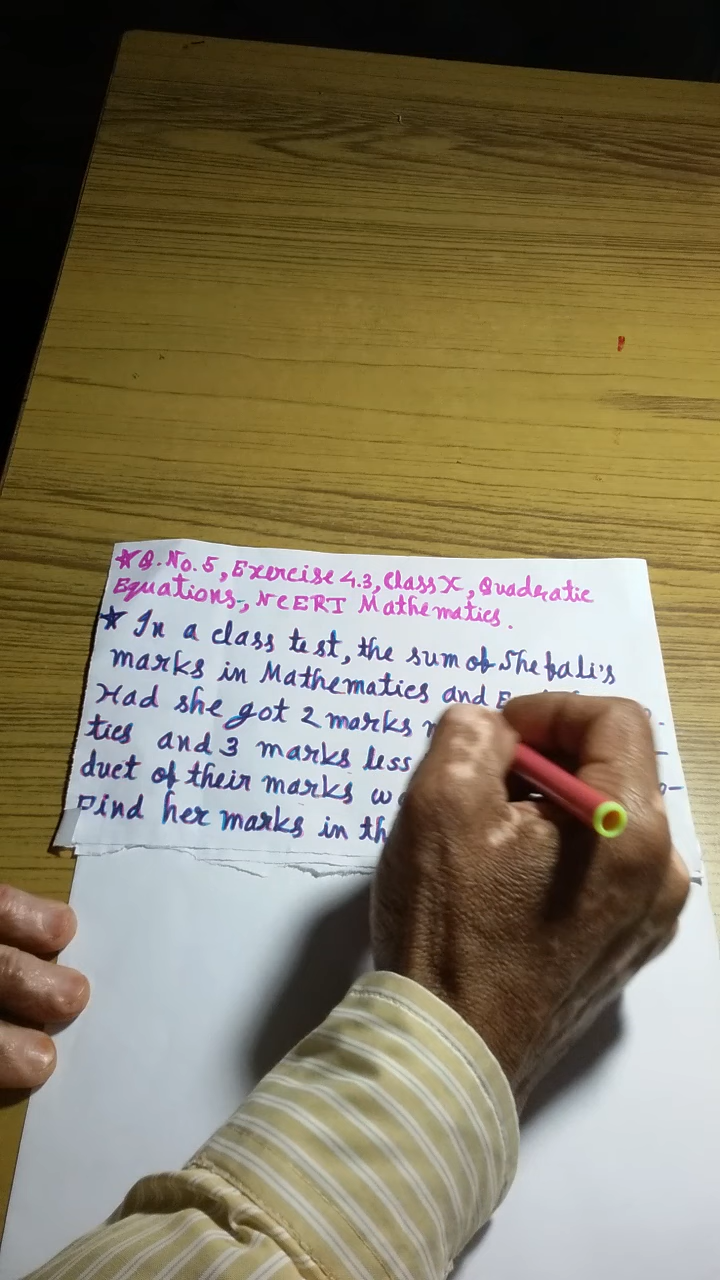 ★ Q. No. 5, Exercise 4.3, Class X, Quadratic
Equations, NCERT Mathematics.
★ In a class test, the sum of Shefali's
marks in Mathematics and
Had she got 2 marks
tics and 3 marks less
duct of their marks
Find her marks in